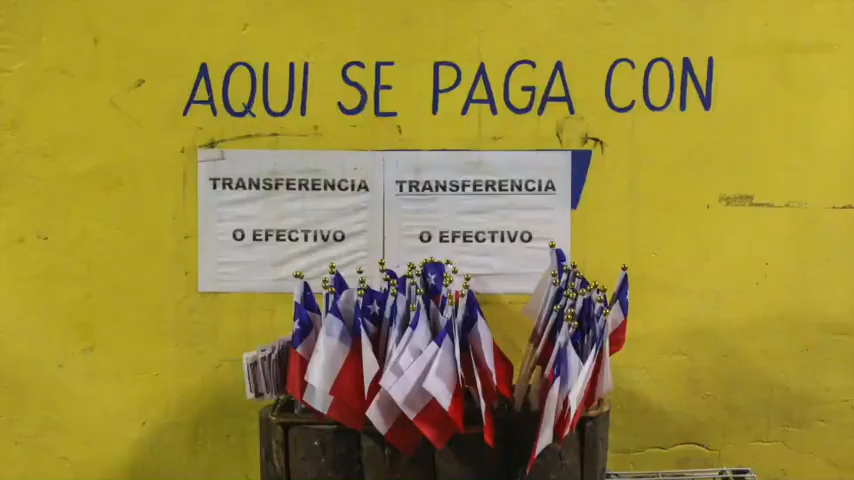 AQUI SE PAGA CON
TRANSFERENCIA
O EFECTIVO
TRANSFERENCIA
O EFECTIVO